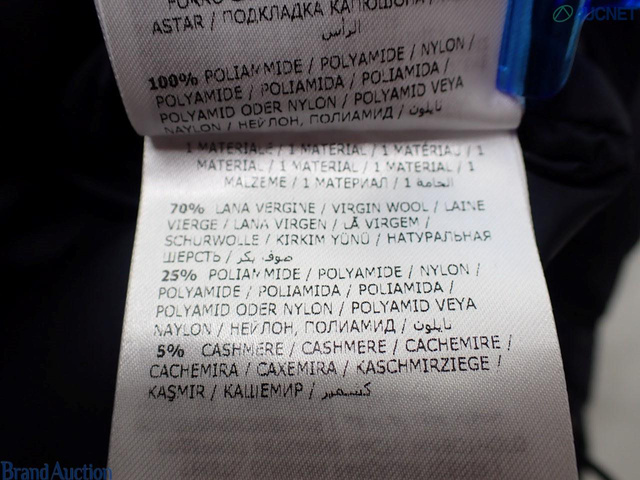 ASTAR / ПОДКЛАДКА КАПЮШОНА /
الرأس
100% POLIAMMIDE / POLYAMIDE / NYLON /
POLYAMIDE / POLIAMIDA / POLIAMIDA /
POLYAMID ODER NYLON / POLYAMID VEYA
NAYLON / НЕЙЛОН, ПОЛИАМИД / نايلون
1 MATERIALE / 1 MATERIAL / 1 MATÉRIAU / 1
MATERIAL / 1 MATERIAL / 1 MATERIAL / 1
MALZEME / 1 МАТЕРИАЛ / 1 الخامة
70% LANA VERGINE / VIRGIN WOOL / LAINE
VIERGE / LANA VIRGEN / LÃ VIRGEM /
SCHURWOLLE / KIRKIM YÜNÜ / НАТУРАЛЬНАЯ
ШЕРСТЬ / صوف بكر
25% POLIAMMIDE / POLYAMIDE / NYLON /
POLYAMIDE / POLIAMIDA / POLIAMIDA /
POLYAMID ODER NYLON / POLYAMID VEYA
NAYLON / НЕЙЛОН, ПОЛИАМИД / نايلون
5% CASHMERE / CASHMERE / CACHEMIRE /
CACHEMIRA / CAXEMIRA / KASCHMIRZIEGE /
KAŞMIR / КАШЕМИР / كشمير
AUCNET
Brand Auction